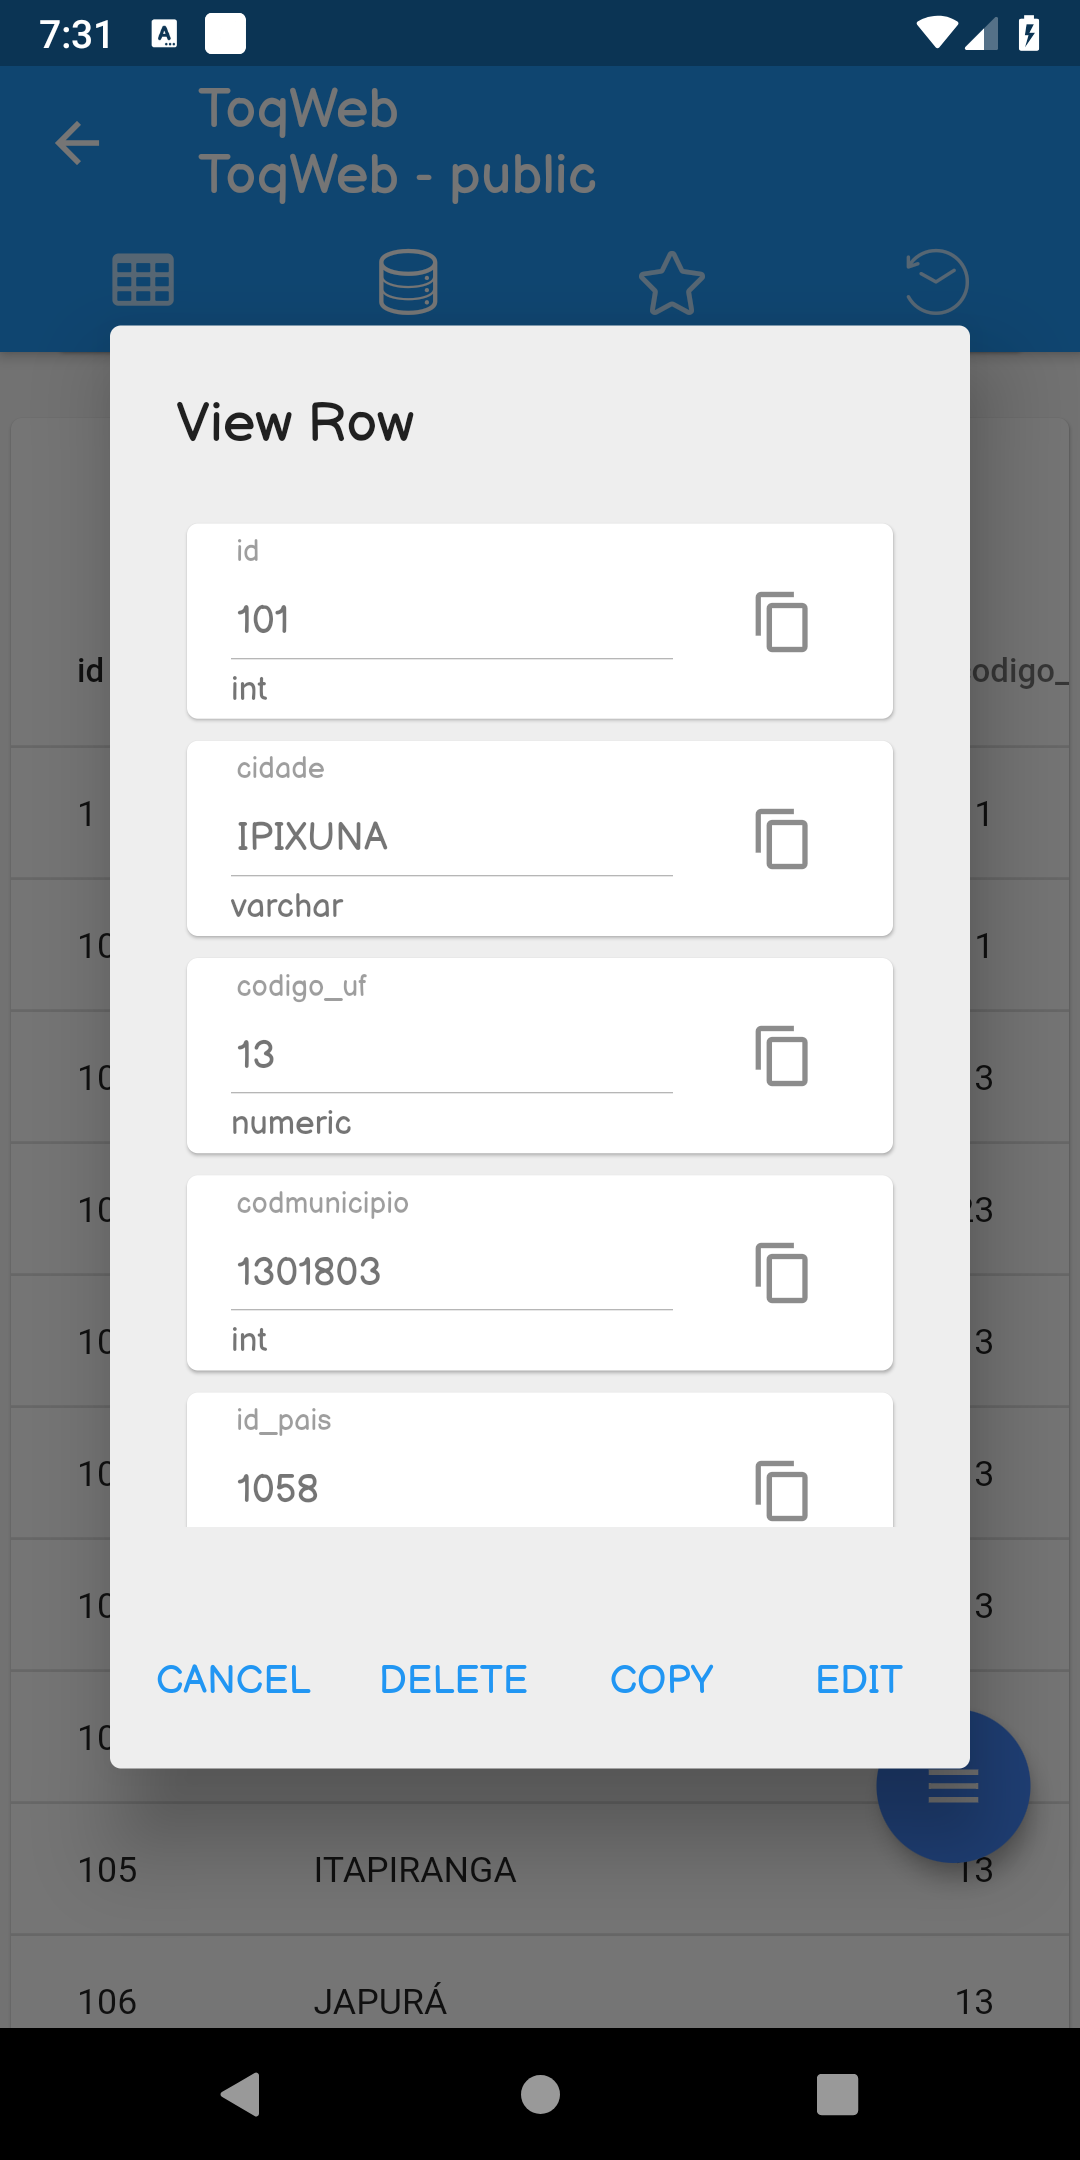 7:31
ToqWeb
ToqWeb - public
View Row
id
101
int
cidade
IPIXUNA
varchar
codigo_uf
13
numeric
codmunicipio
1301803
int
id_pais
1058
CANCEL DELETE COPY EDIT
id
1 1
10 1
10 3
10 3
10 3
10 3
10 3
10
105 ITAPIRANGA 13
106 JAPURÁ 13